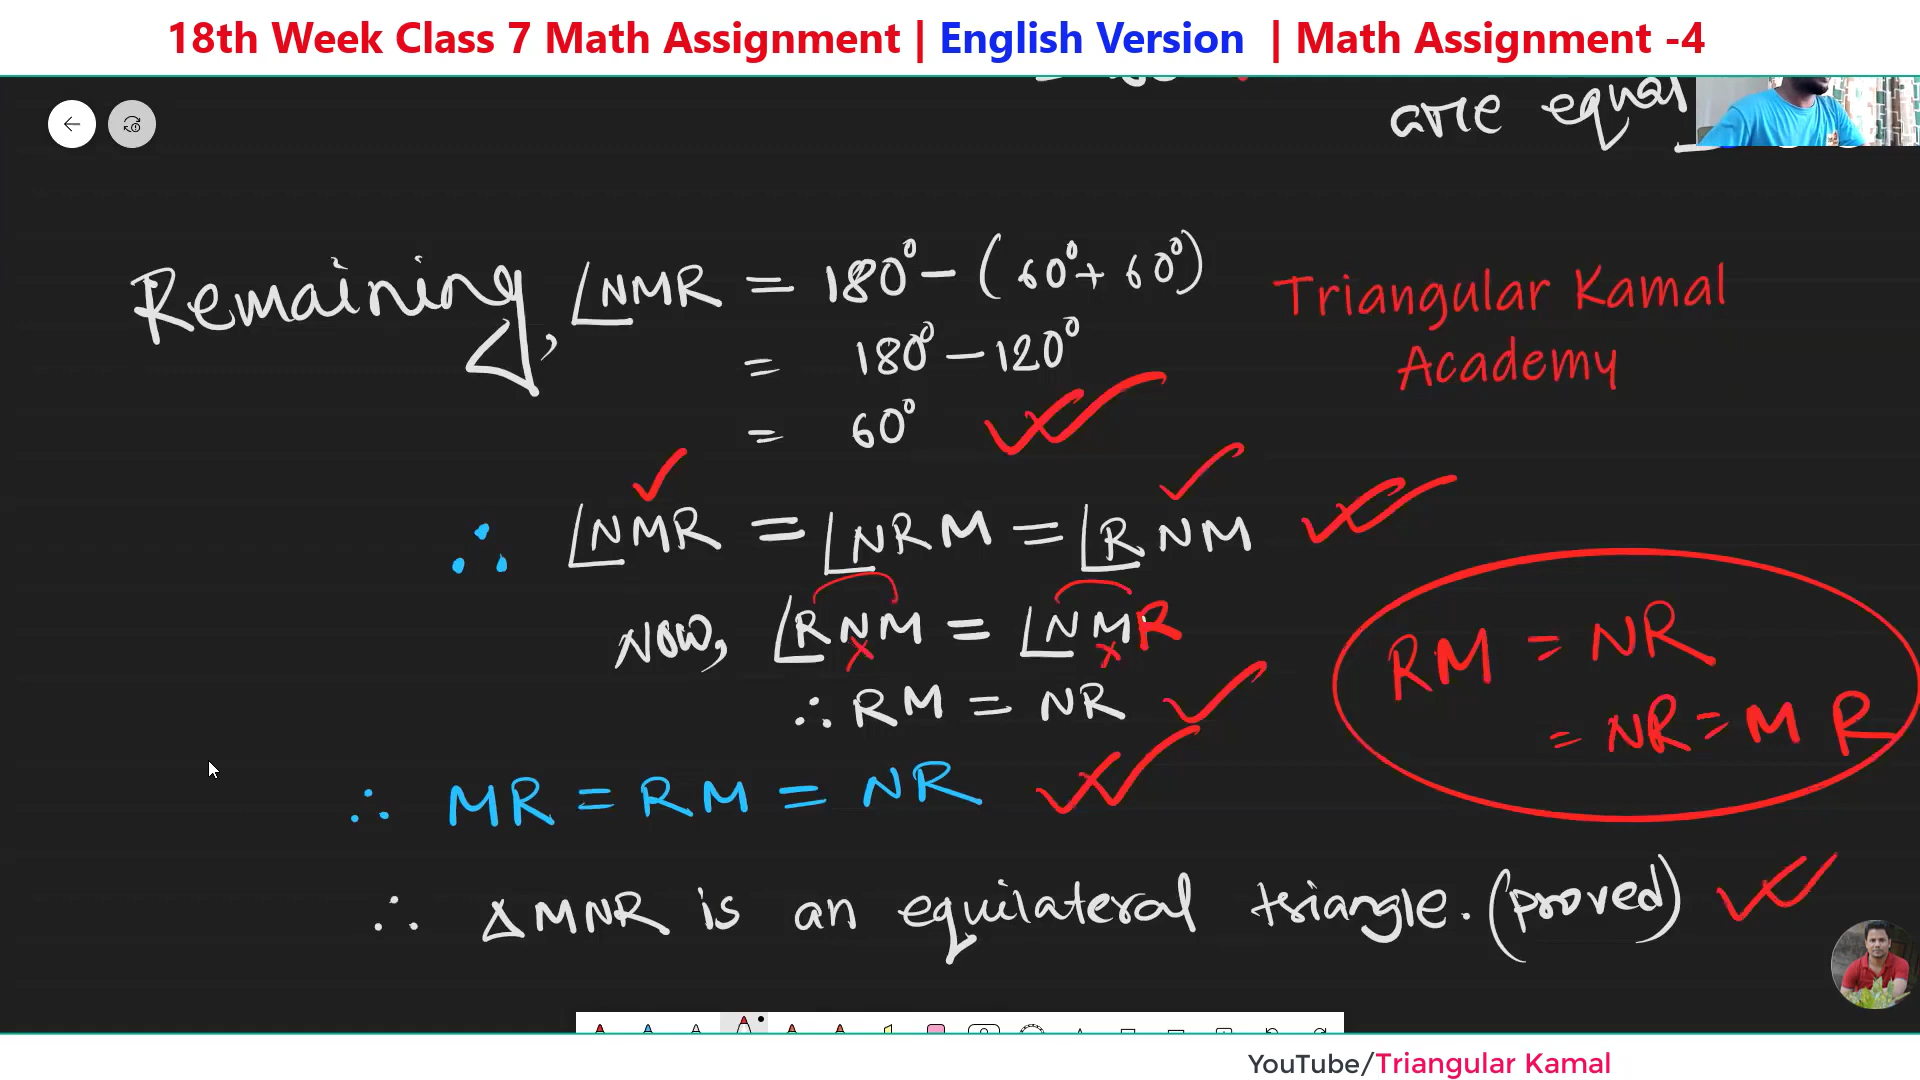 18th Week Class 7 Math Assignment | English Version | Math Assignment -4
are equal
Remaining, ∠NMR = 180° - (60° + 60°)
= 180° - 120°
= 60°
Triangular Kamal
Academy
∴ ∠NMR = ∠NRM = ∠RNM
Now, ∠RNM = ∠NMR
∴ RM = NR
RM = NR
= NR = MR
∴ MR = RM = NR
∴ ΔMNR is an equilateral triangle. (proved)
YouTube/Triangular Kamal